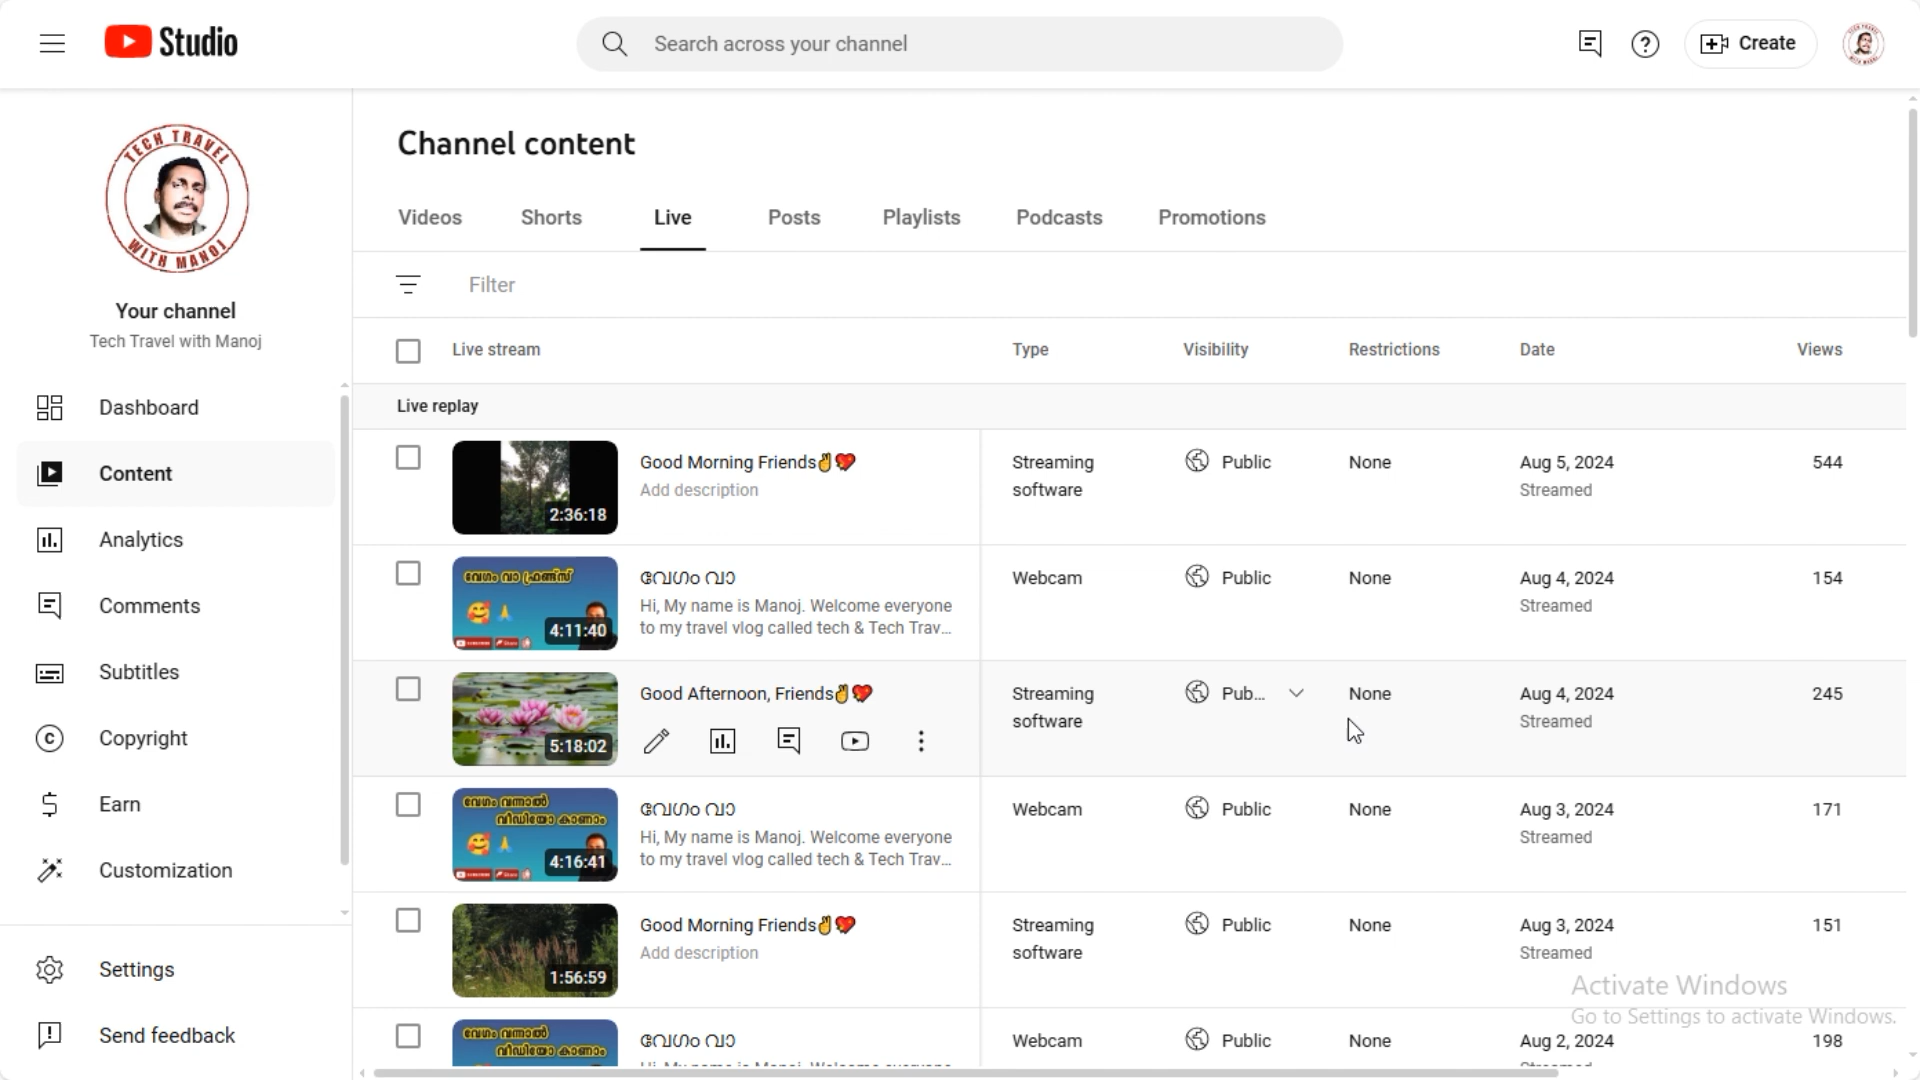 Studio
Search across your channel
Create
TECH TRAVEL
WITH MANOJ
Your channel
Tech Travel with Manoj
Dashboard
Content
Analytics
Comments
Subtitles
Copyright
Earn
Customization
Settings
Send feedback
Channel content
Videos Shorts Live Posts Playlists Podcasts Promotions
Filter
Live stream Type Visibility Restrictions Date Views
Live replay
2:36:18
Good Morning Friends✌️💖
Add description
Streaming software
Public
None
Aug 5, 2024
Streamed
544
വേഗം വാ ഫ്രണ്ട്സ്
4:11:40
വേഗം വാ
Hi, My name is Manoj. Welcome everyone
to my travel vlog called tech & Tech Trav...
Webcam
Public
None
Aug 4, 2024
Streamed
154
5:18:02
Good Afternoon, Friends✌️💖
Streaming software
Pub...
None
Aug 4, 2024
Streamed
245
വേഗം വന്നാൽ
വീഡിയോ കാണാം
4:16:41
വേഗം വാ
Hi, My name is Manoj. Welcome everyone
to my travel vlog called tech & Tech Trav...
Webcam
Public
None
Aug 3, 2024
Streamed
171
1:56:59
Good Morning Friends✌️💖
Add description
Streaming software
Public
None
Aug 3, 2024
Streamed
151
വേഗം വന്നാൽ
വീഡിയോ കാണാം
വേഗം വാ
Webcam
Public
None
Aug 2, 2024
198
Activate Windows
Go to Settings to activate Windows.